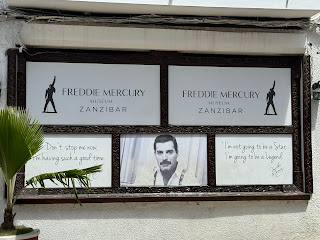 FREDDIE MERCURY
MUSEUM
ZANZIBAR
FREDDIE MERCURY
MUSEUM
ZANZIBAR
Don't stop me now
I'm having such a good time
I'm not going to be a Star,
I'm going to be a legend.